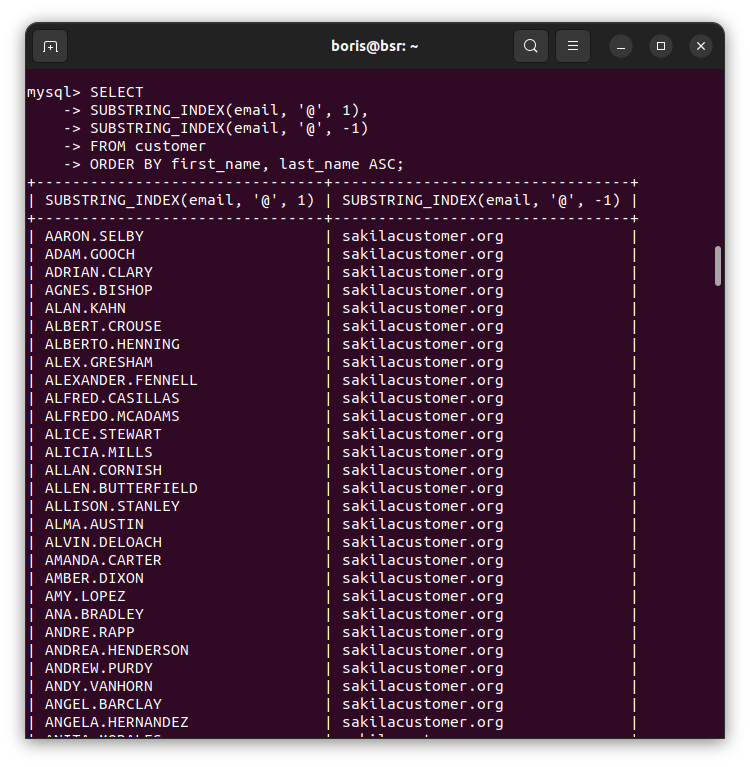 boris@bsr: ~
mysql> SELECT
    -> SUBSTRING_INDEX(email, '@', 1),
    -> SUBSTRING_INDEX(email, '@', -1)
    -> FROM customer
    -> ORDER BY first_name, last_name ASC;
+--------------------------------+---------------------------------+
| SUBSTRING_INDEX(email, '@', 1) | SUBSTRING_INDEX(email, '@', -1) |
+--------------------------------+---------------------------------+
| AARON.SELBY                    | sakilacustomer.org              |
| ADAM.GOOCH                     | sakilacustomer.org              |
| ADRIAN.CLARY                   | sakilacustomer.org              |
| AGNES.BISHOP                   | sakilacustomer.org              |
| ALAN.KAHN                      | sakilacustomer.org              |
| ALBERT.CROUSE                  | sakilacustomer.org              |
| ALBERTO.HENNING                | sakilacustomer.org              |
| ALEX.GRESHAM                   | sakilacustomer.org              |
| ALEXANDER.FENNELL              | sakilacustomer.org              |
| ALFRED.CASILLAS                | sakilacustomer.org              |
| ALFREDO.MCADAMS                | sakilacustomer.org              |
| ALICE.STEWART                  | sakilacustomer.org              |
| ALICIA.MILLS                   | sakilacustomer.org              |
| ALLAN.CORNISH                  | sakilacustomer.org              |
| ALLEN.BUTTERFIELD              | sakilacustomer.org              |
| ALLISON.STANLEY                | sakilacustomer.org              |
| ALMA.AUSTIN                    | sakilacustomer.org              |
| ALVIN.DELOACH                  | sakilacustomer.org              |
| AMANDA.CARTER                  | sakilacustomer.org              |
| AMBER.DIXON                    | sakilacustomer.org              |
| AMY.LOPEZ                      | sakilacustomer.org              |
| ANA.BRADLEY                    | sakilacustomer.org              |
| ANDRE.RAPP                     | sakilacustomer.org              |
| ANDREA.HENDERSON               | sakilacustomer.org              |
| ANDREW.PURDY                   | sakilacustomer.org              |
| ANDY.VANHORN                   | sakilacustomer.org              |
| ANGEL.BARCLAY                  | sakilacustomer.org              |
| ANGELA.HERNANDEZ               | sakilacustomer.org              |
| ANITA.MORALES                  | sakilacustomer.org              |